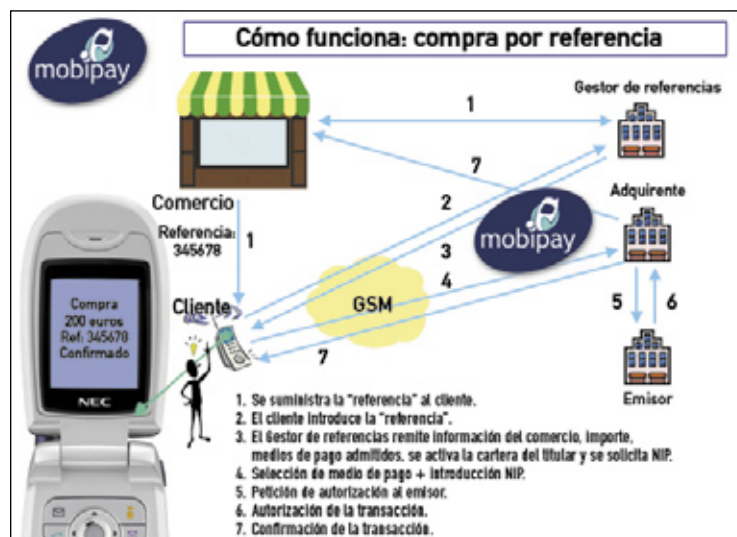 mobipay
Cómo funciona: compra por referencia
Gestor de referencias
1
7
Adquirente
2
Comercio
Referencia:
345678
1
mobipay
3
4
Cliente
GSM
5
6
7
Emisor
Compra
200 euros
Ref: 345678
Confirmado
NEC
1. Se suministra la "referencia" al cliente.
2. El cliente introduce la "referencia".
3. El Gestor de referencias remite información del comercio, importe,
medios de pago admitidos, se activa la cartera del titular y se solicita NIP.
4. Selección de medio de pago + introducción NIP.
5. Petición de autorización al emisor.
6. Autorización de la transacción.
7. Confirmación de la transacción.